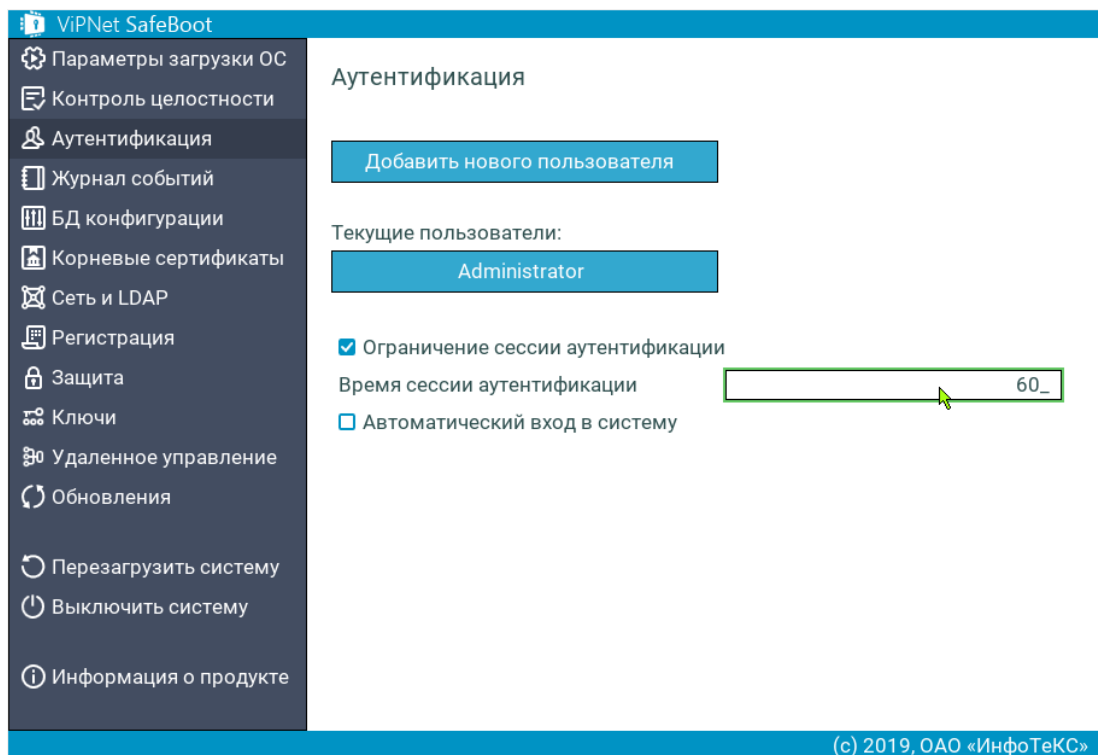 ViPNet SafeBoot
Параметры загрузки ОС
Контроль целостности
Аутентификация
Журнал событий
БД конфигурации
Корневые сертификаты
Сеть и LDAP
Регистрация
Защита
Ключи
Удаленное управление
Обновления
Перезагрузить систему
Выключить систему
Информация о продукте
Аутентификация
Добавить нового пользователя
Текущие пользователи:
Administrator
Ограничение сессии аутентификации
Время сессии аутентификации 60_
Автоматический вход в систему
(c) 2019, ОАО «ИнфоТеКС»